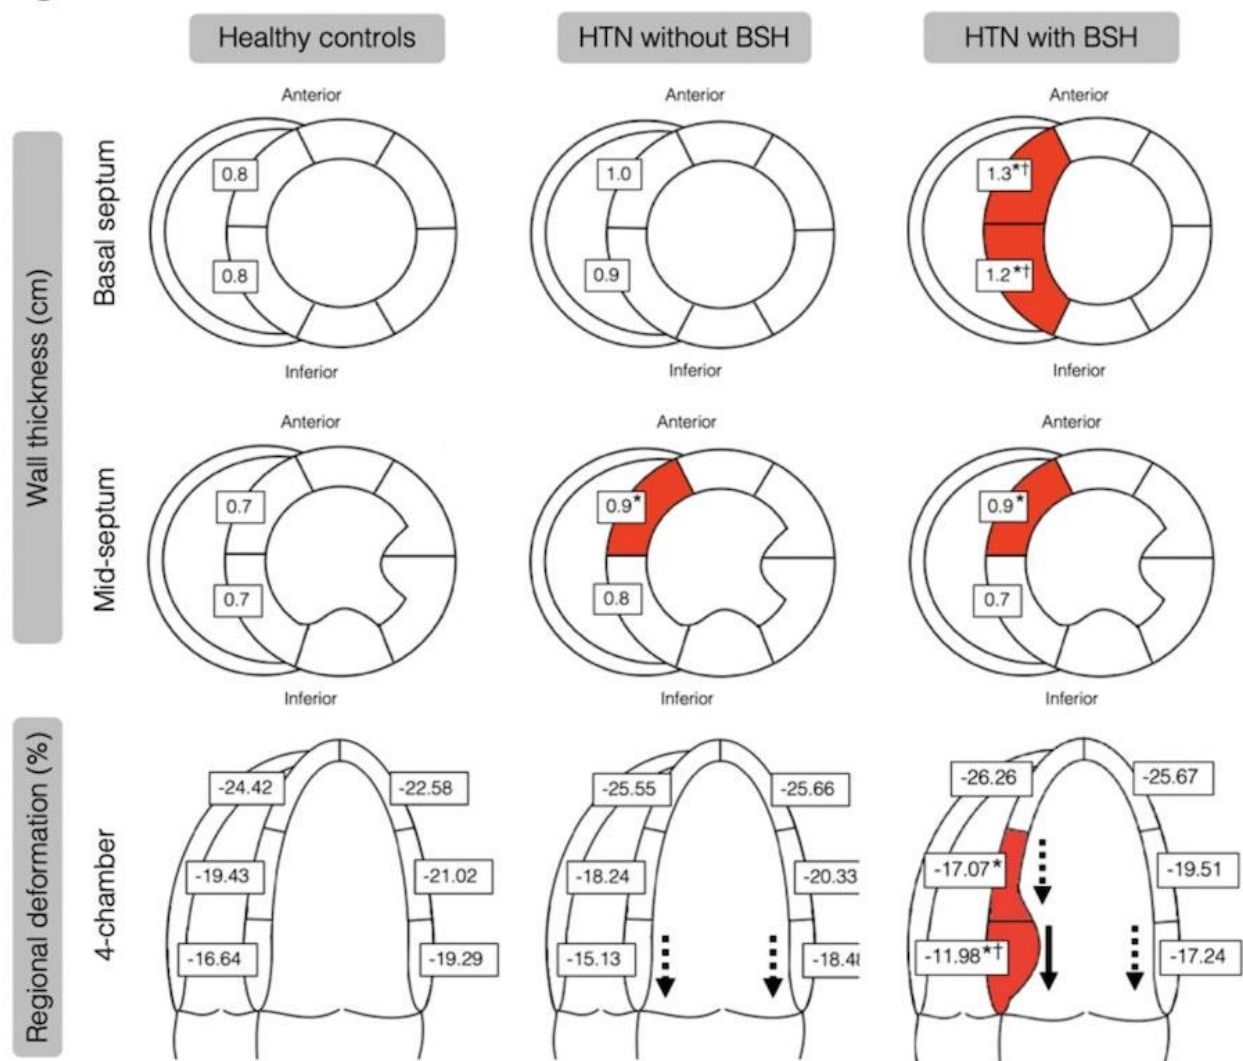 Healthy controls
HTN without BSH
HTN with BSH
Wall thickness (cm)
Basal septum
Anterior
0.8
0.8
Inferior
Anterior
1.0
0.9
Inferior
Anterior
1.3*†
1.2*†
Inferior
Mid-septum
Anterior
0.7
0.7
Inferior
Anterior
0.9*
0.8
Inferior
Anterior
0.9*
0.7
Inferior
Regional deformation (%)
4-chamber
-24.42
-22.58
-19.43
-21.02
-16.64
-19.29
-25.55
-25.66
-18.24
-20.33
-15.13
-18.48
-26.26
-25.67
-17.07*
-19.51
-11.98*†
-17.24